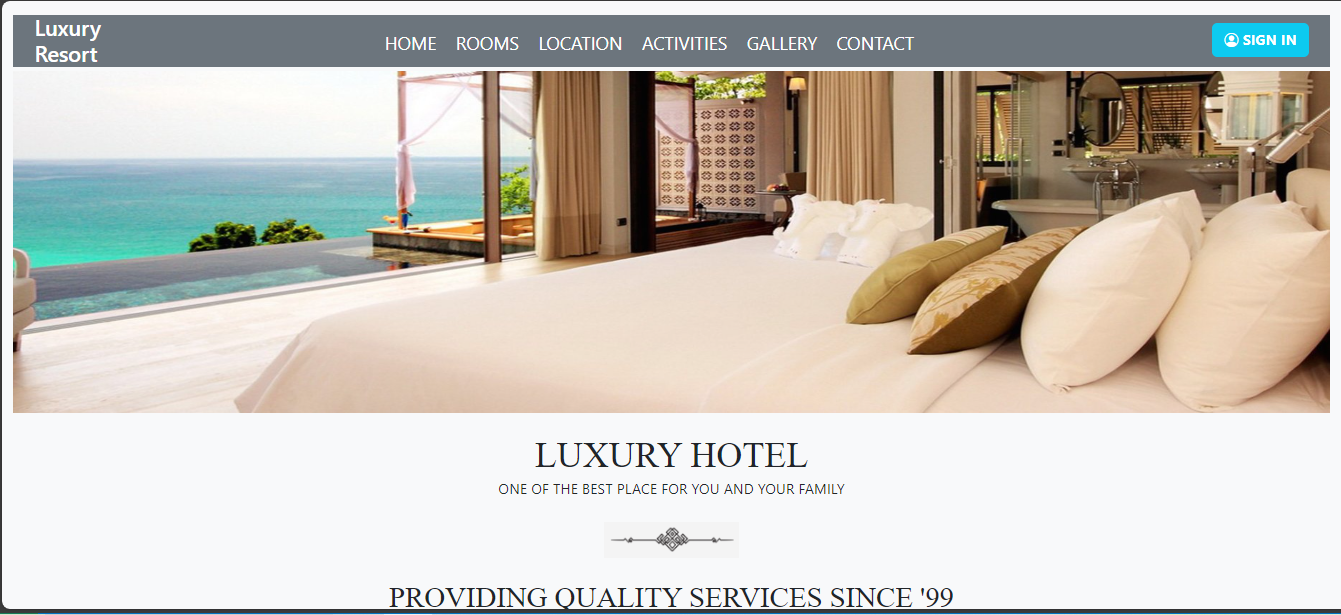 Luxury
Resort
HOME ROOMS LOCATION ACTIVITIES GALLERY CONTACT
SIGN IN
LUXURY HOTEL
ONE OF THE BEST PLACE FOR YOU AND YOUR FAMILY
PROVIDING QUALITY SERVICES SINCE '99